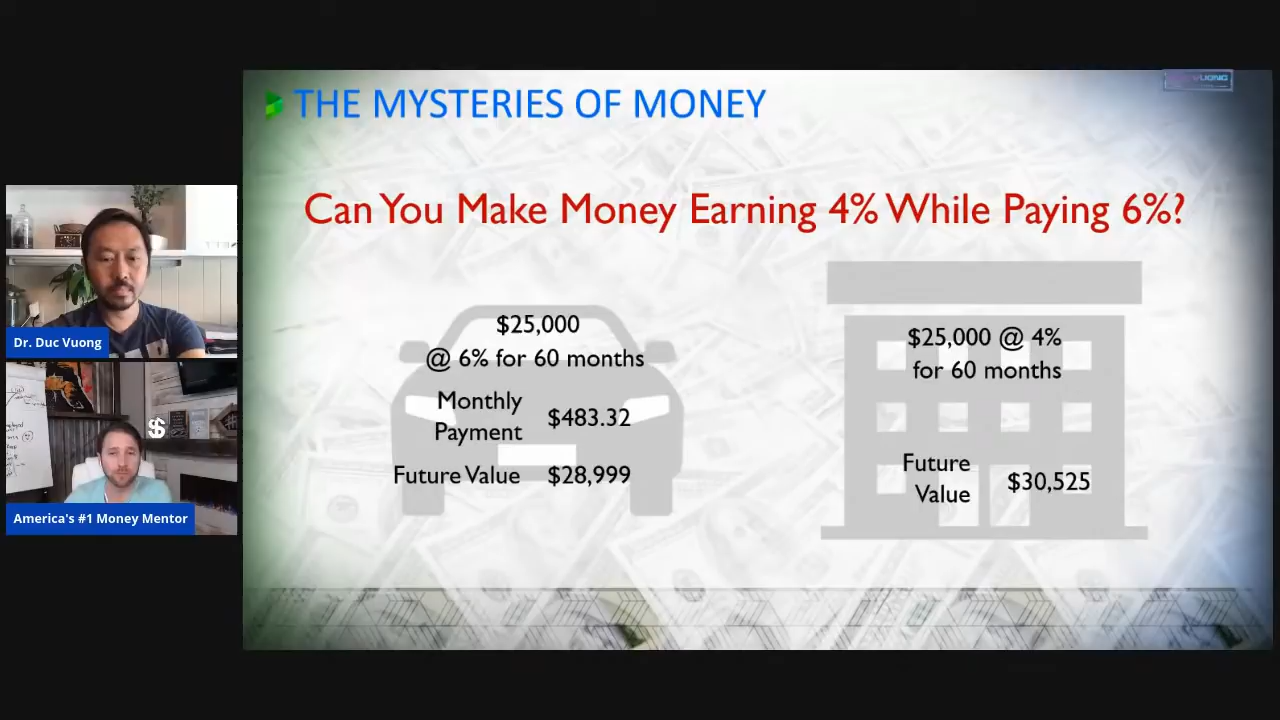 THE MYSTERIES OF MONEY
Can You Make Money Earning 4% While Paying 6%?
$25,000
@ 6% for 60 months
Monthly
Payment
$483.32
Future Value $28,999
$25,000 @ 4%
for 60 months
Future
Value
$30,525
Dr. Duc Vuong
$
America's #1 Money Mentor